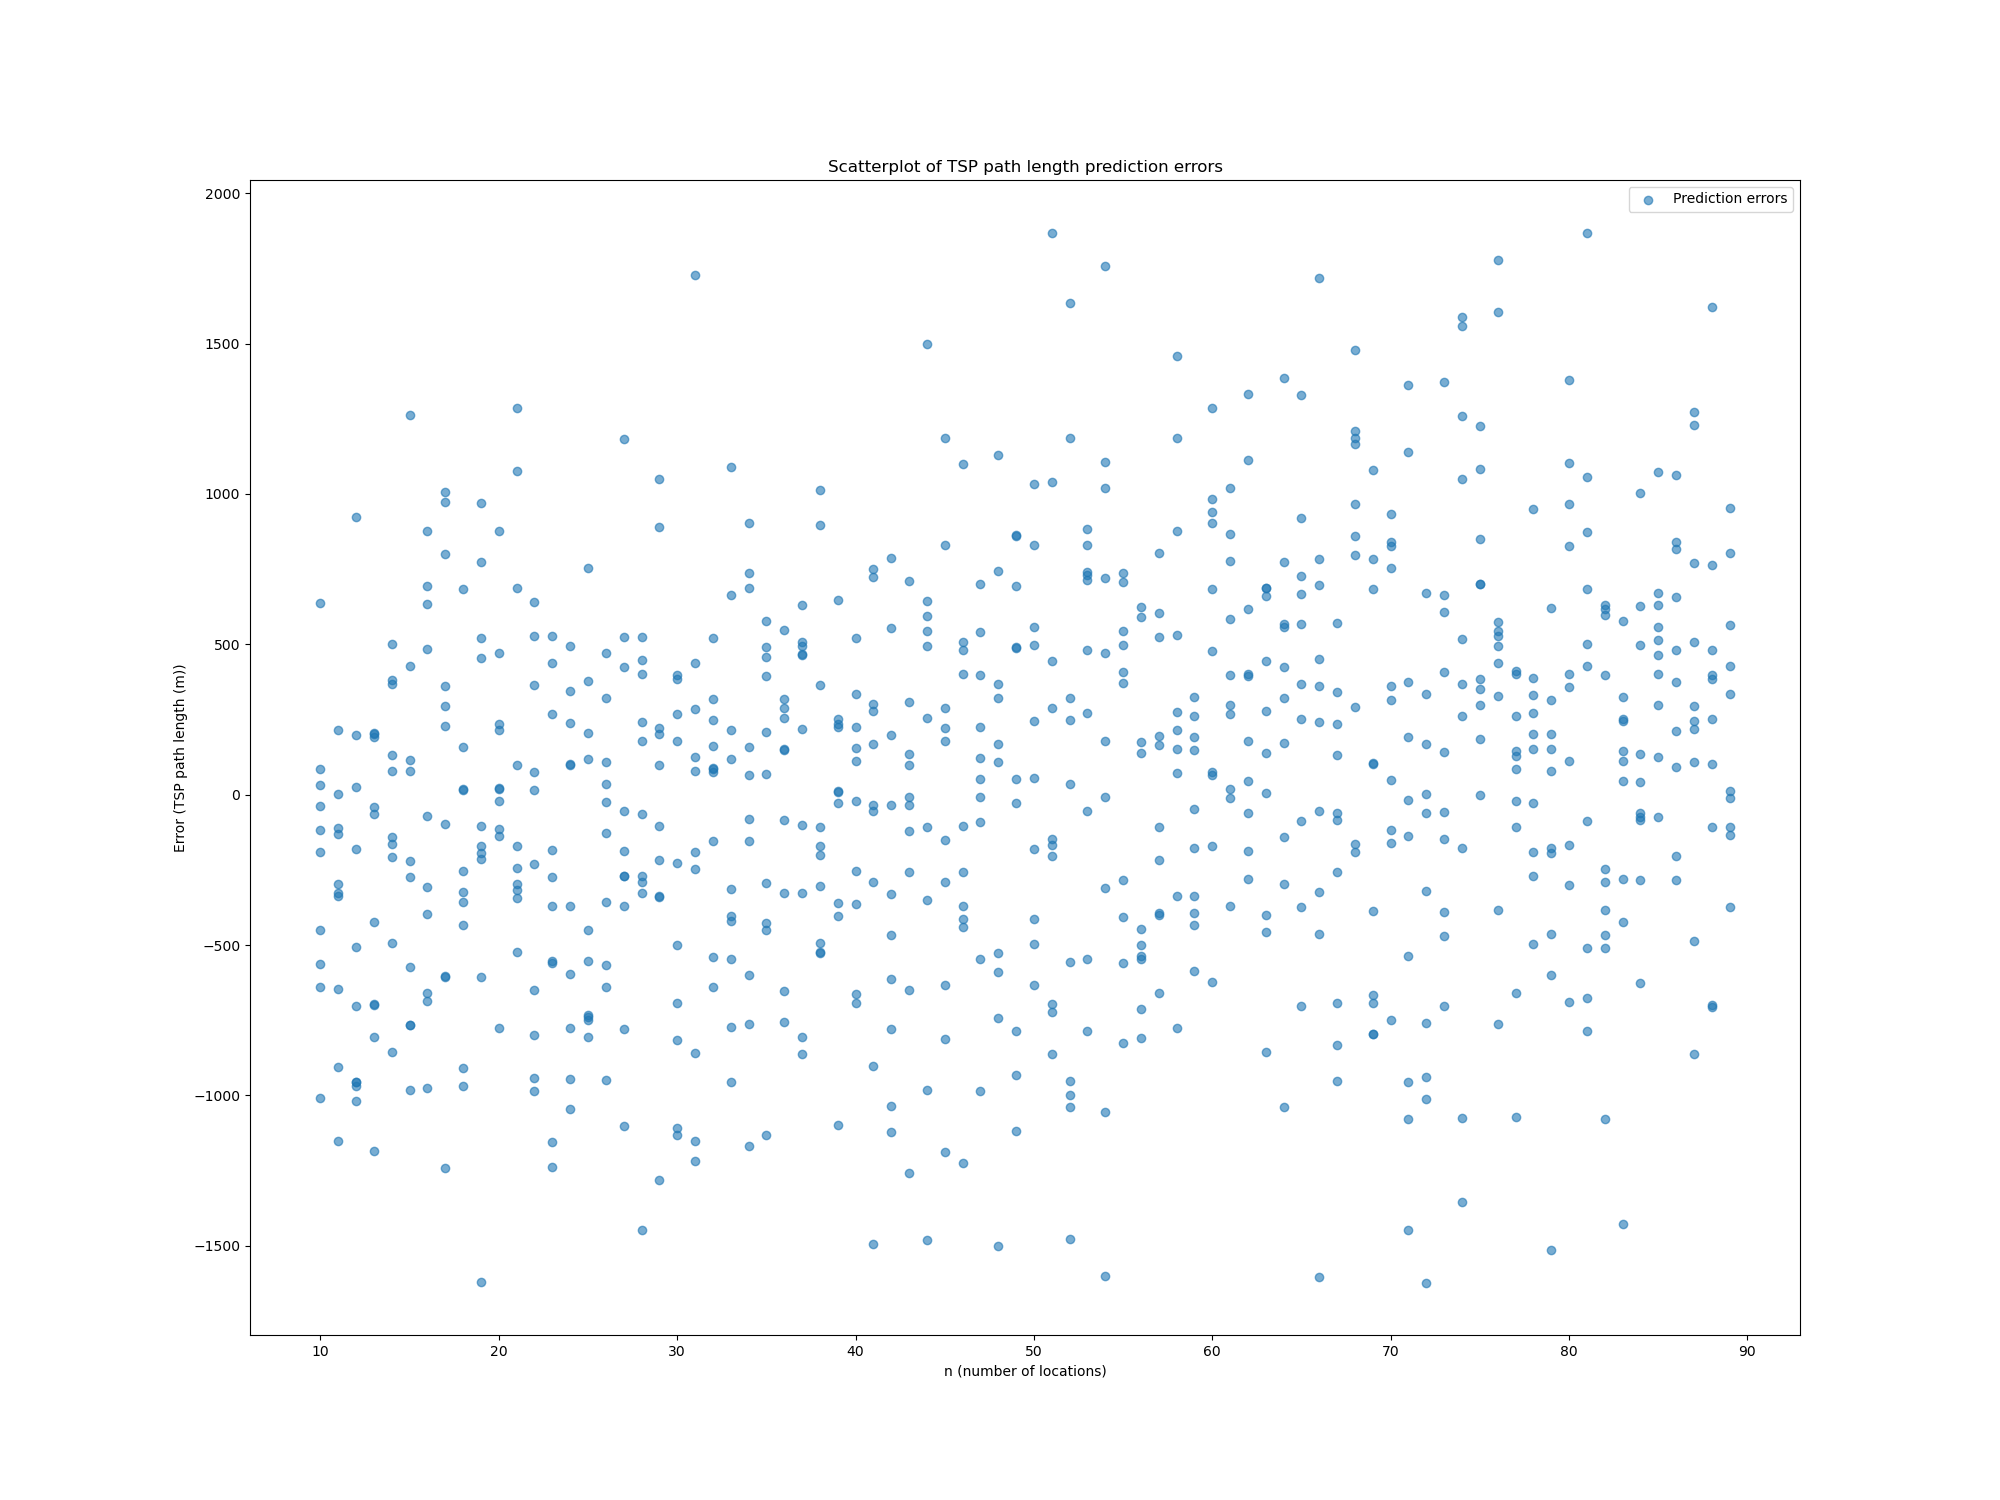 Scatterplot of TSP path length prediction errors
Prediction errors
2000
1500
1000
500
0
−500
−1000
−1500
Error (TSP path length (m))
10 20 30 40 50 60 70 80 90
n (number of locations)